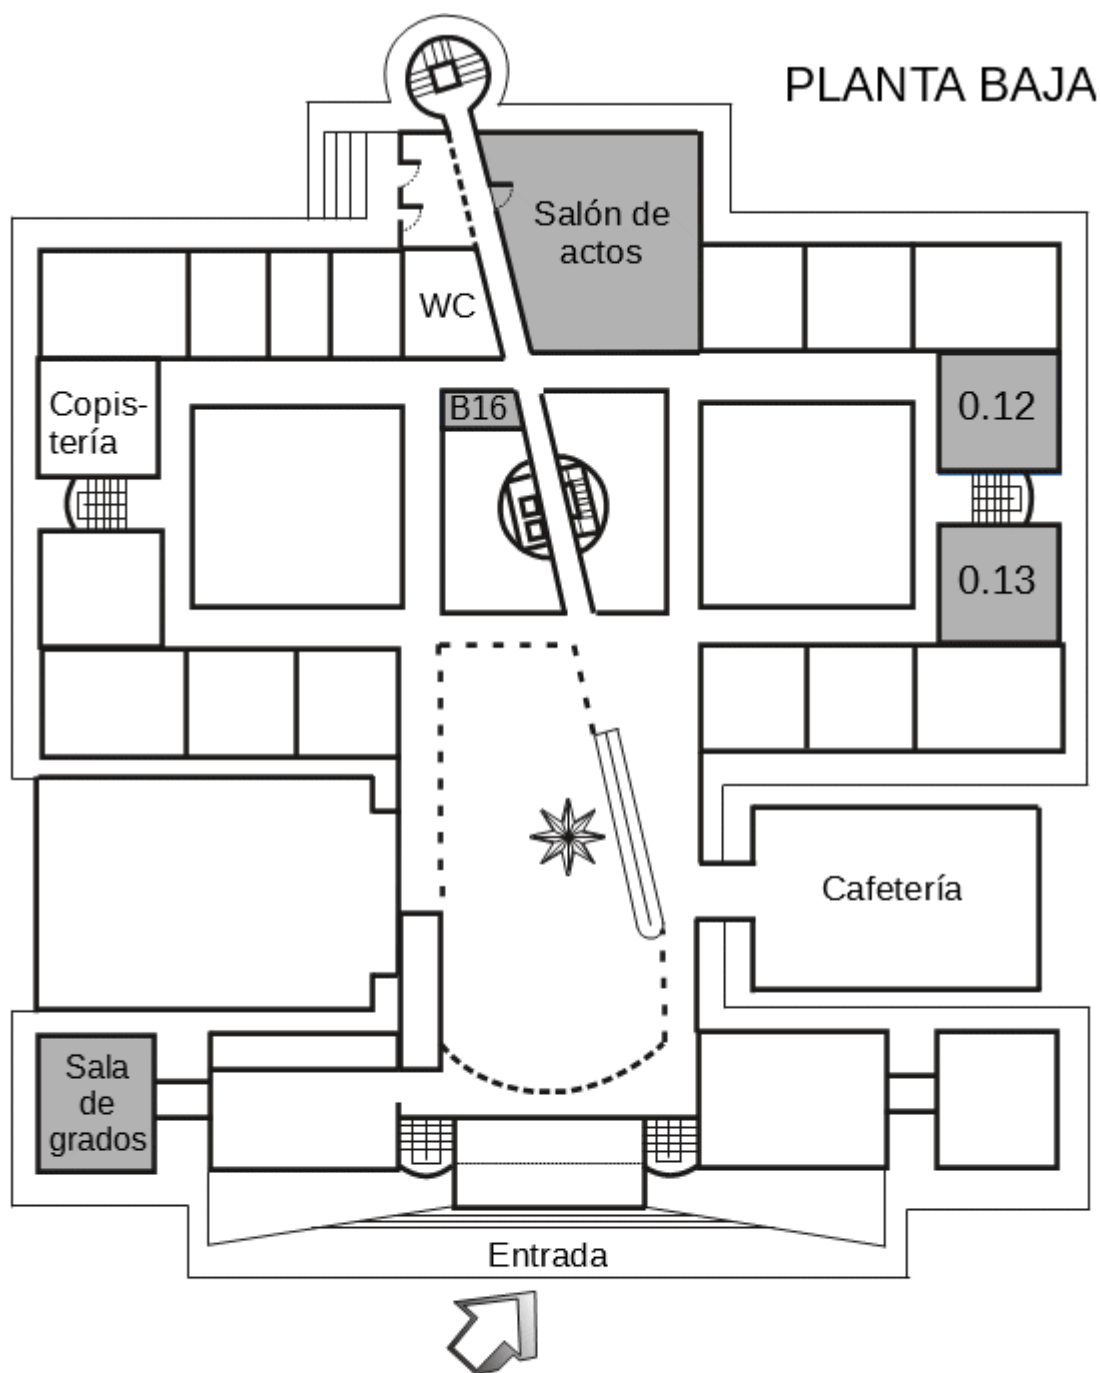 PLANTA BAJA
Salón de
actos
WC
Copis-
tería
B16
0.12
0.13
Cafetería
Sala
de
grados
Entrada